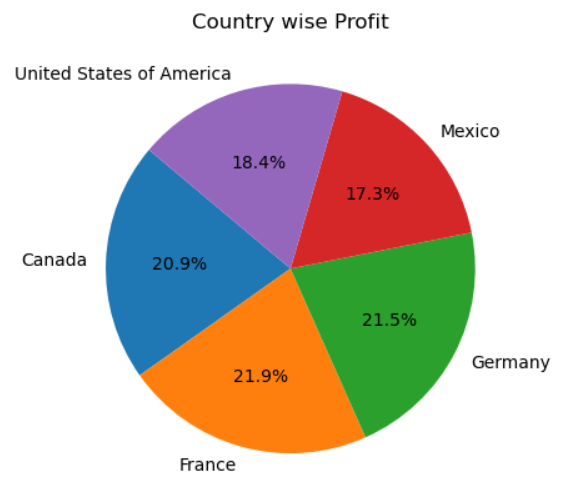 Country wise Profit
United States of America
Mexico
18.4%
17.3%
Canada
20.9%
21.5%
Germany
21.9%
France